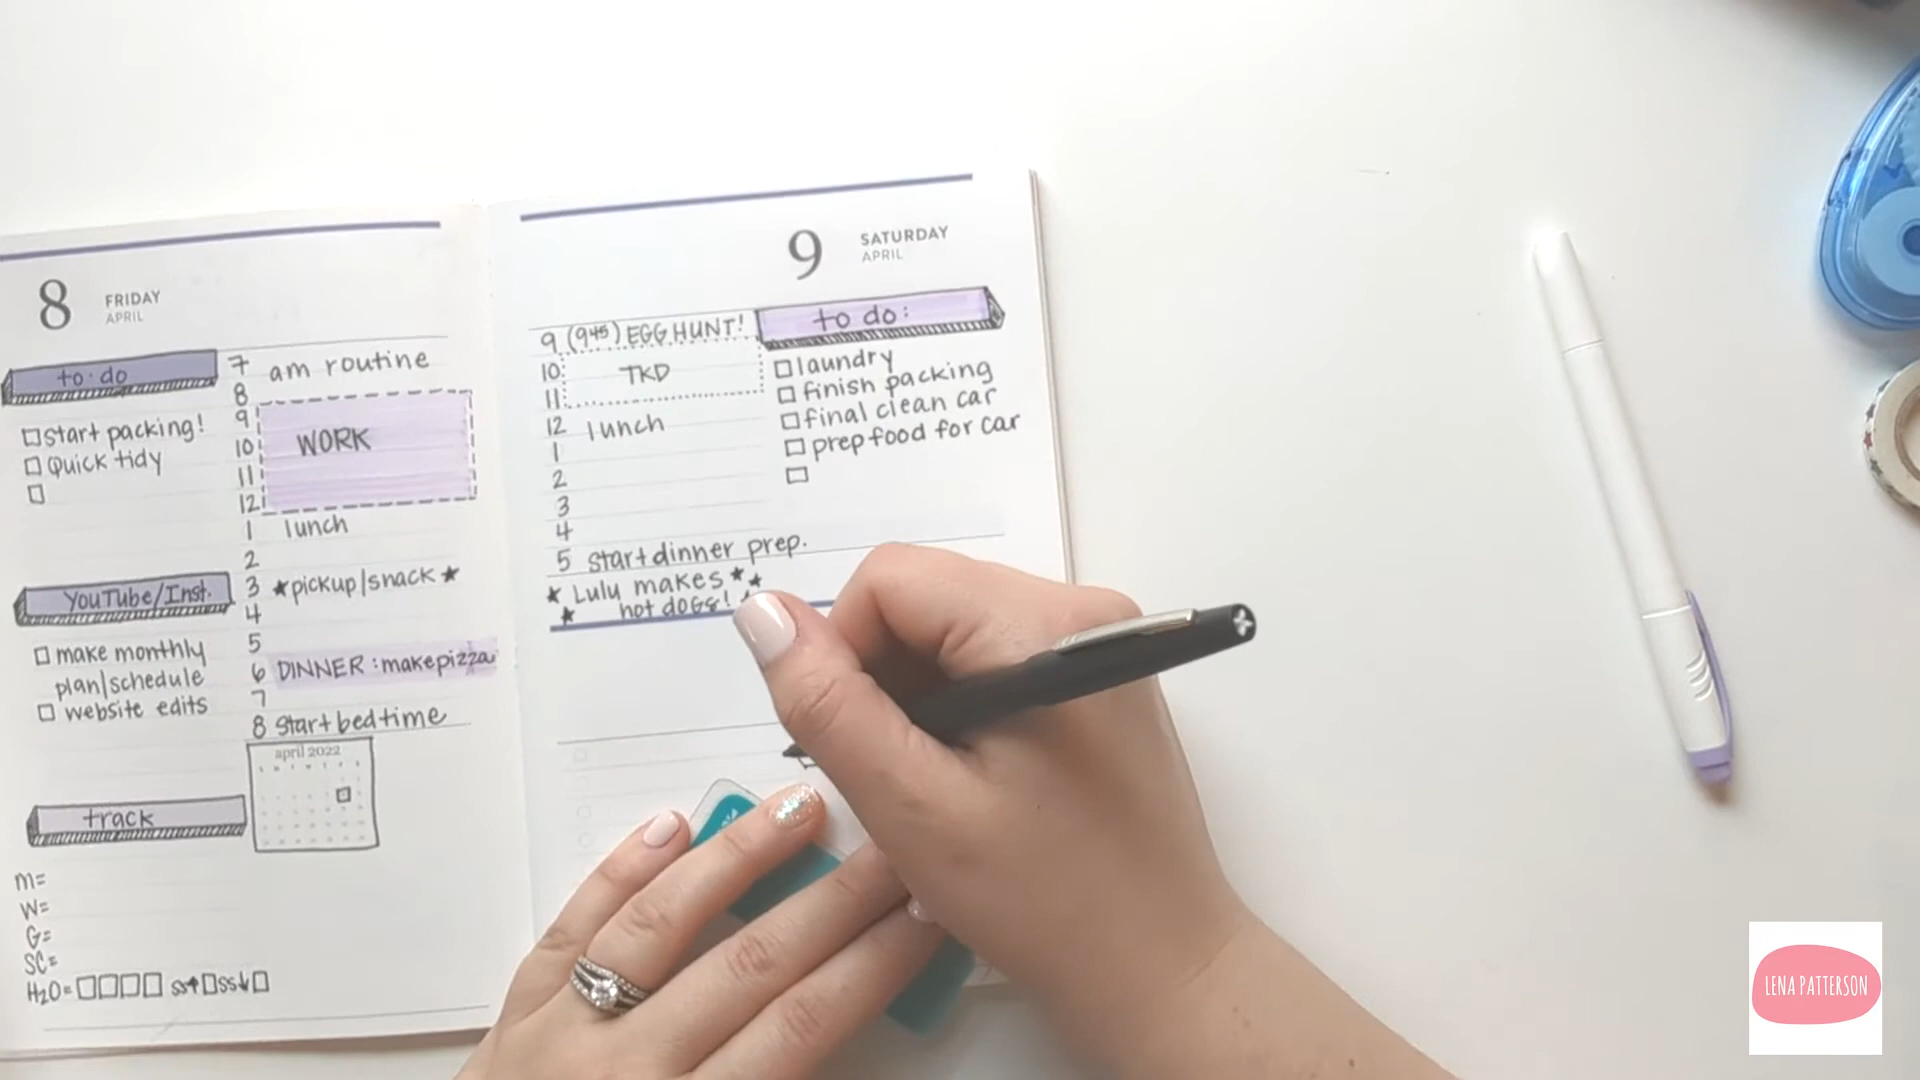 8 FRIDAY
APRIL
to·do
☐ start packing!
☐ Quick tidy
☐
YouTube/Inst.
☐ make monthly
plan/schedule
☐ website edits
track
m=
W=
G=
SC=
H2O= ☐☐☐☐ ss↑☐ss↓☐
7 am routine
8
9
10 WORK
11
12
1 lunch
2
3 ★pickup/snack★
4
5
6 DINNER: make pizza
7
8 Start bedtime
april 2022
9 SATURDAY
APRIL
9 (9:45) EGG HUNT!
10 TKD
11
12 lunch
1
2
3
4
5 start dinner prep.
★ Lulu makes ★★
★ hot dogs!
to do:
☐ laundry
☐ finish packing
☐ final clean car
☐ prep food for car
☐
LENA PATTERSON